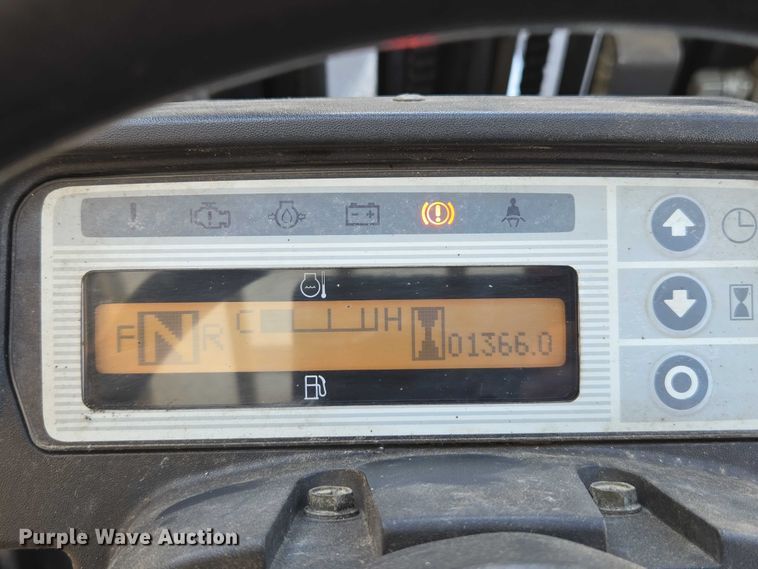 F N R C H 01366.0
Purple Wave Auction